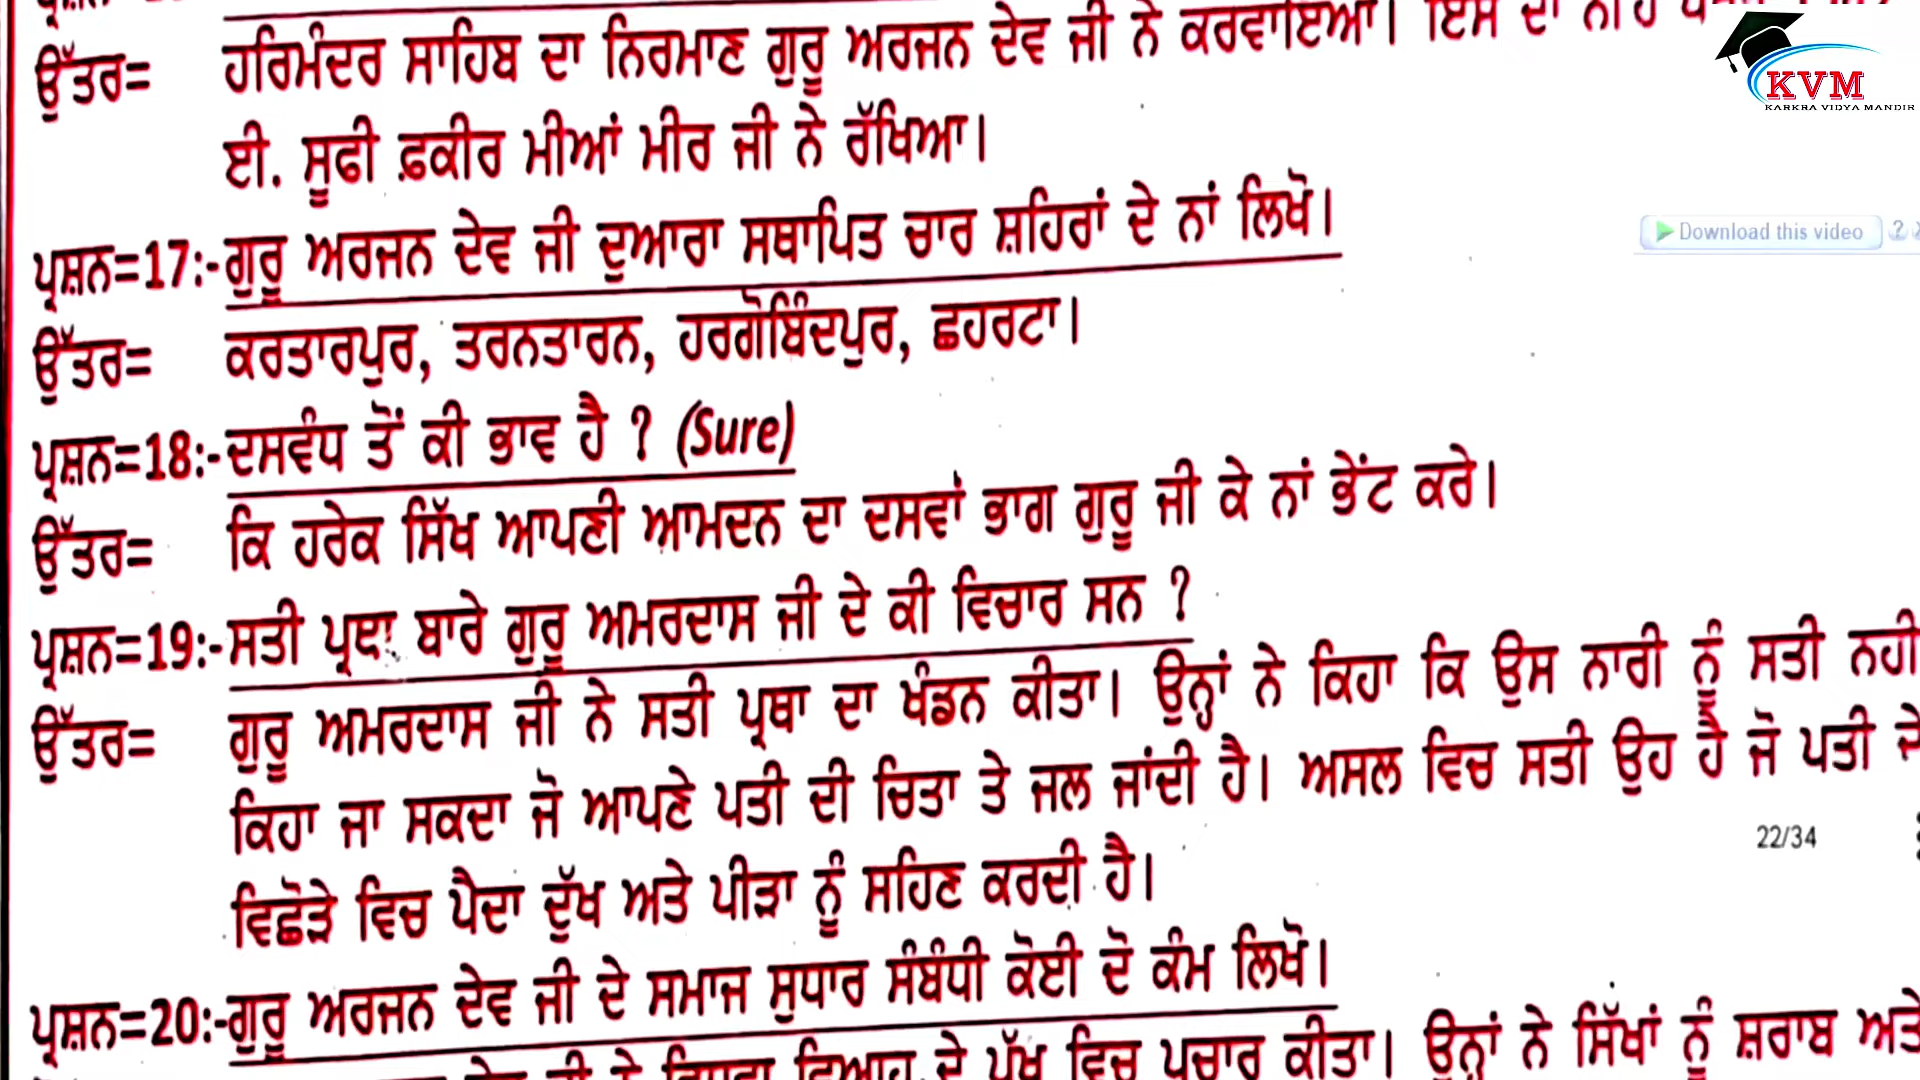 ਉੱਤਰ= ਹਰਿਮੰਦਰ ਸਾਹਿਬ ਦਾ ਨਿਰਮਾਣ ਗੁਰੂ ਅਰਜਨ ਦੇਵ ਜੀ ਨੇ ਕਰਵਾਇਆ। ਇਸ ਦਾ
KVM
KARKRA VIDYA MANDIR
ਈ. ਸੂਫੀ ਫ਼ਕੀਰ ਮੀਆਂ ਮੀਰ ਜੀ ਨੇ ਰੱਖਿਆ।
ਪ੍ਰਸ਼ਨ=17:-ਗੁਰੂ ਅਰਜਨ ਦੇਵ ਜੀ ਦੁਆਰਾ ਸਥਾਪਿਤ ਚਾਰ ਸ਼ਹਿਰਾਂ ਦੇ ਨਾਂ ਲਿਖੋ।
Download this video ?
ਉੱਤਰ= ਕਰਤਾਰਪੁਰ, ਤਰਨਤਾਰਨ, ਹਰਗੋਬਿੰਦਪੁਰ, ਛਹਰਟਾ।
ਪ੍ਰਸ਼ਨ=18:-ਦਸਵੰਧ ਤੋਂ ਕੀ ਭਾਵ ਹੈ ? (Sure)
ਉੱਤਰ= ਕਿ ਹਰੇਕ ਸਿੱਖ ਆਪਣੀ ਆਮਦਨ ਦਾ ਦਸਵਾਂ ਭਾਗ ਗੁਰੂ ਜੀ ਕੇ ਨਾਂ ਭੇਂਟ ਕਰੇ।
ਪ੍ਰਸ਼ਨ=19:-ਸਤੀ ਪ੍ਰਥਾ ਬਾਰੇ ਗੁਰੂ ਅਮਰਦਾਸ ਜੀ ਦੇ ਕੀ ਵਿਚਾਰ ਸਨ ?
ਉੱਤਰ= ਗੁਰੂ ਅਮਰਦਾਸ ਜੀ ਨੇ ਸਤੀ ਪ੍ਰਥਾ ਦਾ ਖੰਡਨ ਕੀਤਾ। ਉਨ੍ਹਾਂ ਨੇ ਕਿਹਾ ਕਿ ਉਸ ਨਾਰੀ ਨੂੰ ਸਤੀ ਨਹੀ
ਕਿਹਾ ਜਾ ਸਕਦਾ ਜੋ ਆਪਣੇ ਪਤੀ ਦੀ ਚਿਤਾ ਤੇ ਜਲ ਜਾਂਦੀ ਹੈ। ਅਸਲ ਵਿਚ ਸਤੀ ਉਹ ਹੈ ਜੋ ਪਤੀ ਦੇ
22/34
ਵਿਛੋੜੇ ਵਿਚ ਪੈਦਾ ਦੁੱਖ ਅਤੇ ਪੀੜਾ ਨੂੰ ਸਹਿਣ ਕਰਦੀ ਹੈ।
ਪ੍ਰਸ਼ਨ=20:-ਗੁਰੂ ਅਰਜਨ ਦੇਵ ਜੀ ਦੇ ਸਮਾਜ ਸੁਧਾਰ ਸੰਬੰਧੀ ਕੋਈ ਦੋ ਕੰਮ ਲਿਖੋ।
ਦੇਵ ਜੀ ਨੇ ਵਿਧਵਾ ਵਿਆਹ ਦੇ ਪੱਖ ਵਿਚ ਪ੍ਰਚਾਰ ਕੀਤਾ। ਉਨ੍ਹਾਂ ਨੇ ਸਿੱਖਾਂ ਨੂੰ ਸ਼ਰਾਬ ਅਤੇ